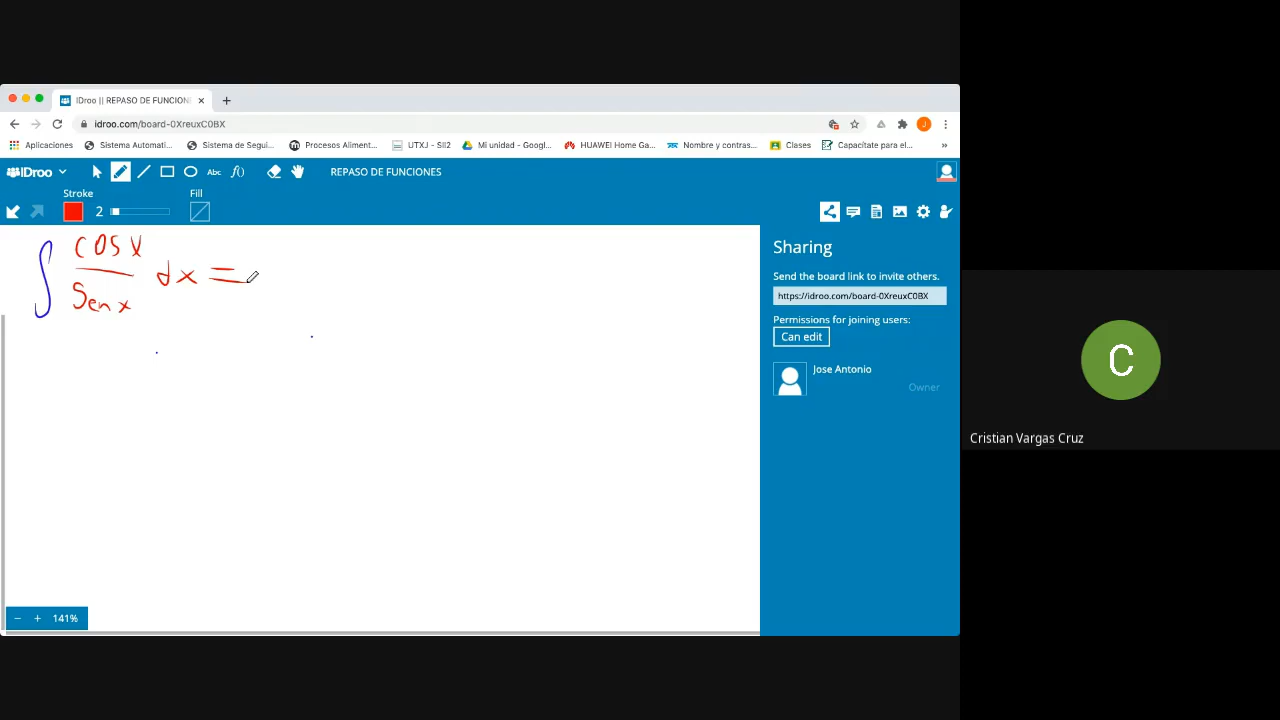 IDroo || REPASO DE FUNCIONE
idroo.com/board-0XreuxC0BX
Aplicaciones Sistema Automati... Sistema de Segui... Procesos Aliment... UTXJ - SII2 Mi unidad - Googl... HUAWEI Home Ga... Nombre y contras... Clases Capacítate para el... »
IDroo Abc f() REPASO DE FUNCIONES
Stroke Fill
2
∫ cos x / Sen x dx =
Sharing
Send the board link to invite others.
https://idroo.com/board-0XreuxC0BX
Permissions for joining users:
Can edit
Jose Antonio
Owner
J
C
Cristian Vargas Cruz
− + 141%